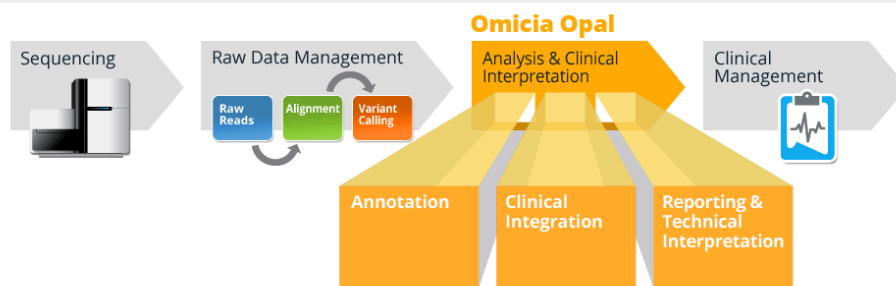 Omicia Opal
Sequencing
Raw Data Management
Raw
Reads
Alignment
Variant
Calling
Analysis & Clinical
Interpretation
Clinical
Management
Annotation
Clinical
Integration
Reporting &
Technical
Interpretation